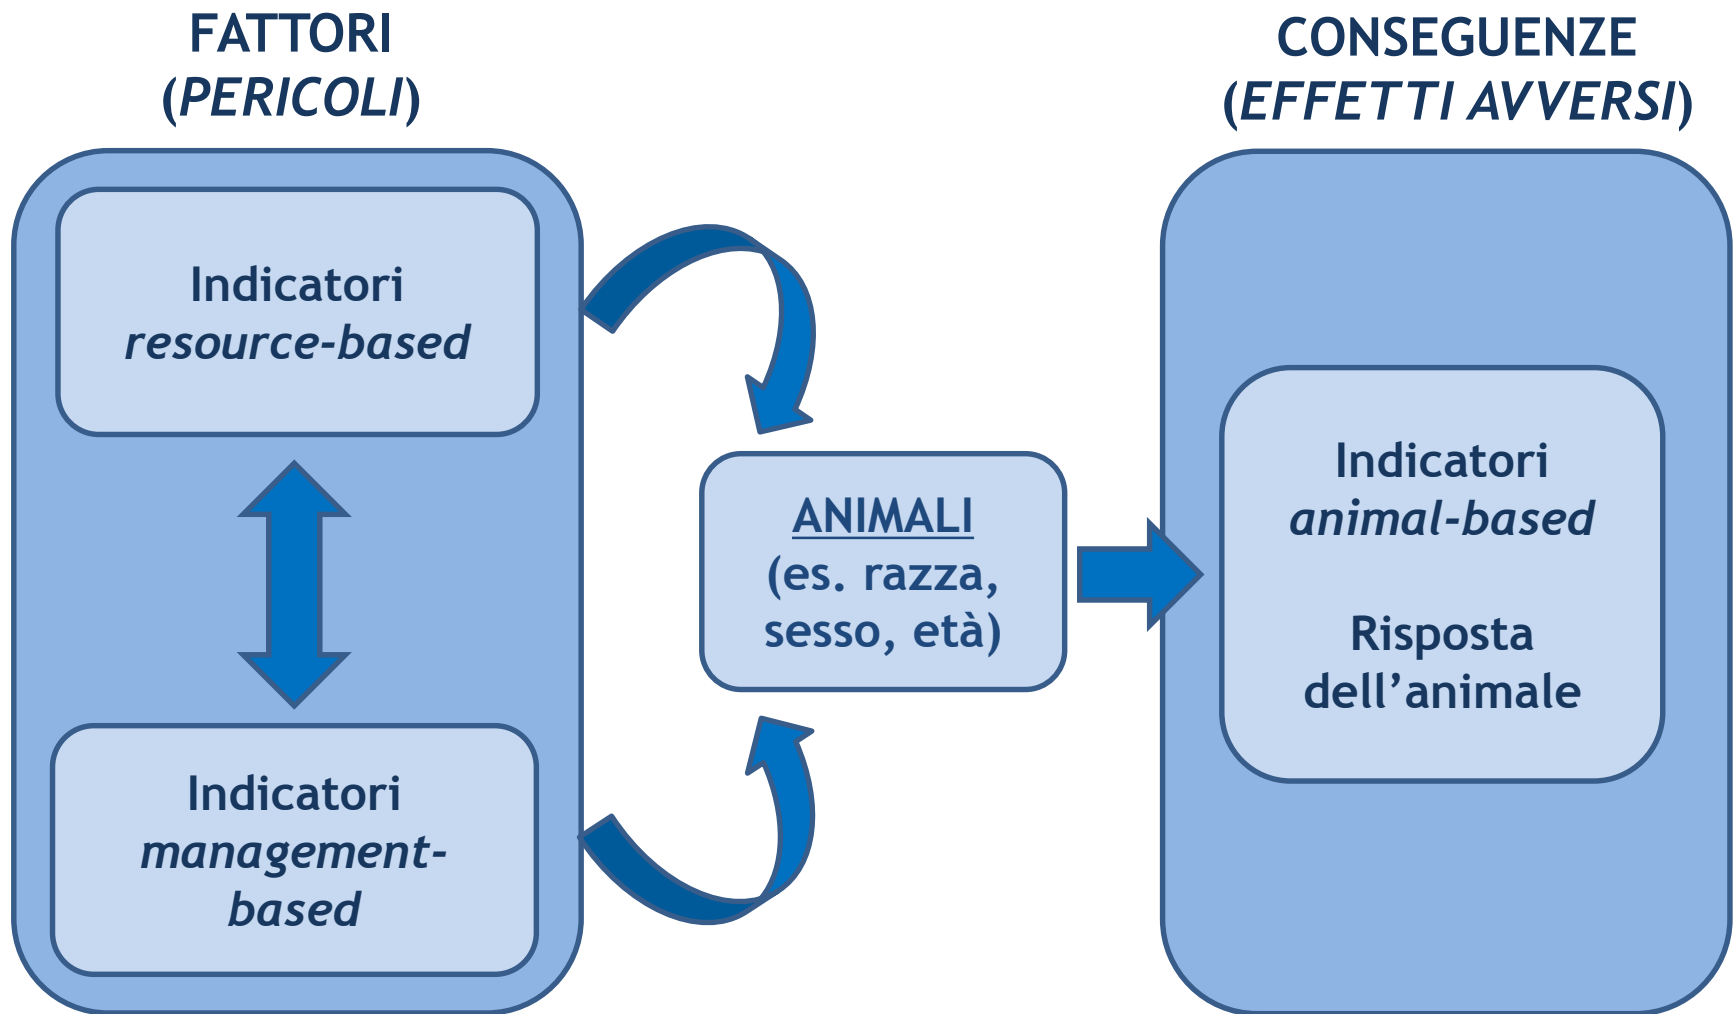 FATTORI
(PERICOLI)
Indicatori
resource-based
Indicatori
management-
based
ANIMALI
(es. razza,
sesso, età)
CONSEGUENZE
(EFFETTI AVVERSI)
Indicatori
animal-based
Risposta
dell’animale